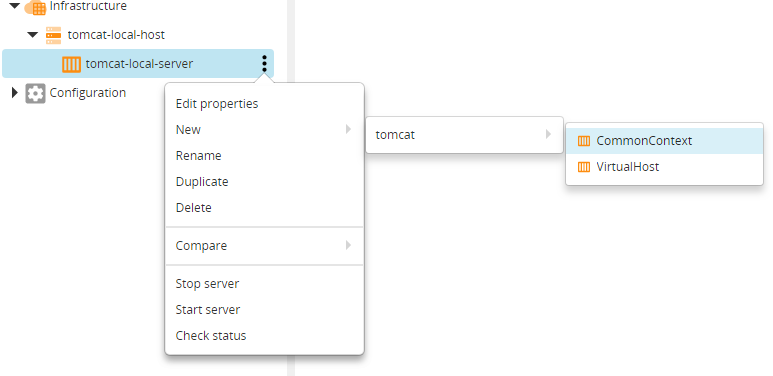 Infrastructure
tomcat-local-host
tomcat-local-server
Configuration
Edit properties
New
tomcat
CommonContext
VirtualHost
Rename
Duplicate
Delete
Compare
Stop server
Start server
Check status